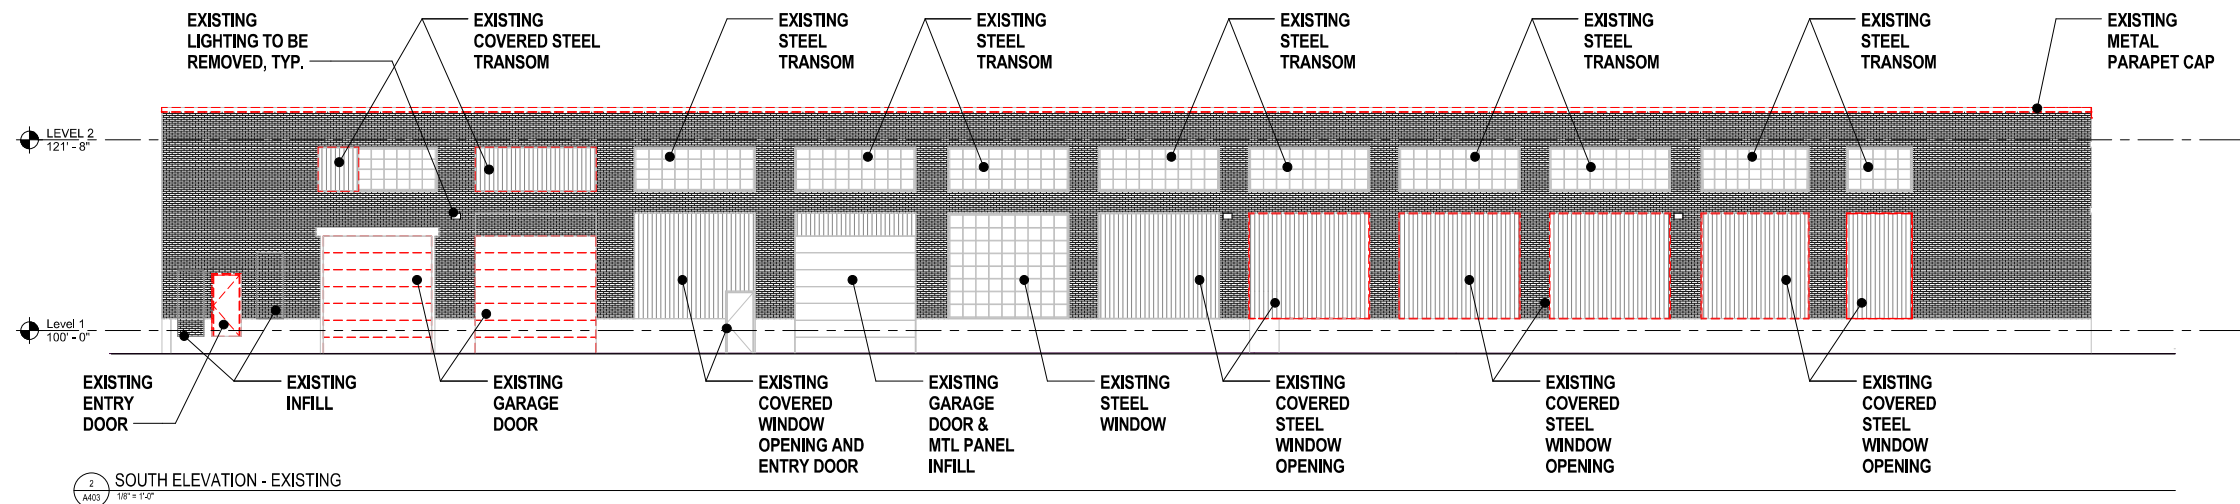 EXISTING
LIGHTING TO BE
REMOVED, TYP.
EXISTING
COVERED STEEL
TRANSOM
EXISTING
STEEL
TRANSOM
EXISTING
STEEL
TRANSOM
EXISTING
STEEL
TRANSOM
EXISTING
STEEL
TRANSOM
EXISTING
STEEL
TRANSOM
EXISTING
METAL
PARAPET CAP
LEVEL 2
121' - 8"
Level 1
100' - 0"
EXISTING
ENTRY
DOOR
EXISTING
INFILL
EXISTING
GARAGE
DOOR
EXISTING
COVERED
WINDOW
OPENING AND
ENTRY DOOR
EXISTING
GARAGE
DOOR &
MTL PANEL
INFILL
EXISTING
STEEL
WINDOW
EXISTING
COVERED
STEEL
WINDOW
OPENING
EXISTING
COVERED
STEEL
WINDOW
OPENING
EXISTING
COVERED
STEEL
WINDOW
OPENING
2
A403
SOUTH ELEVATION - EXISTING
1/8" = 1'-0"